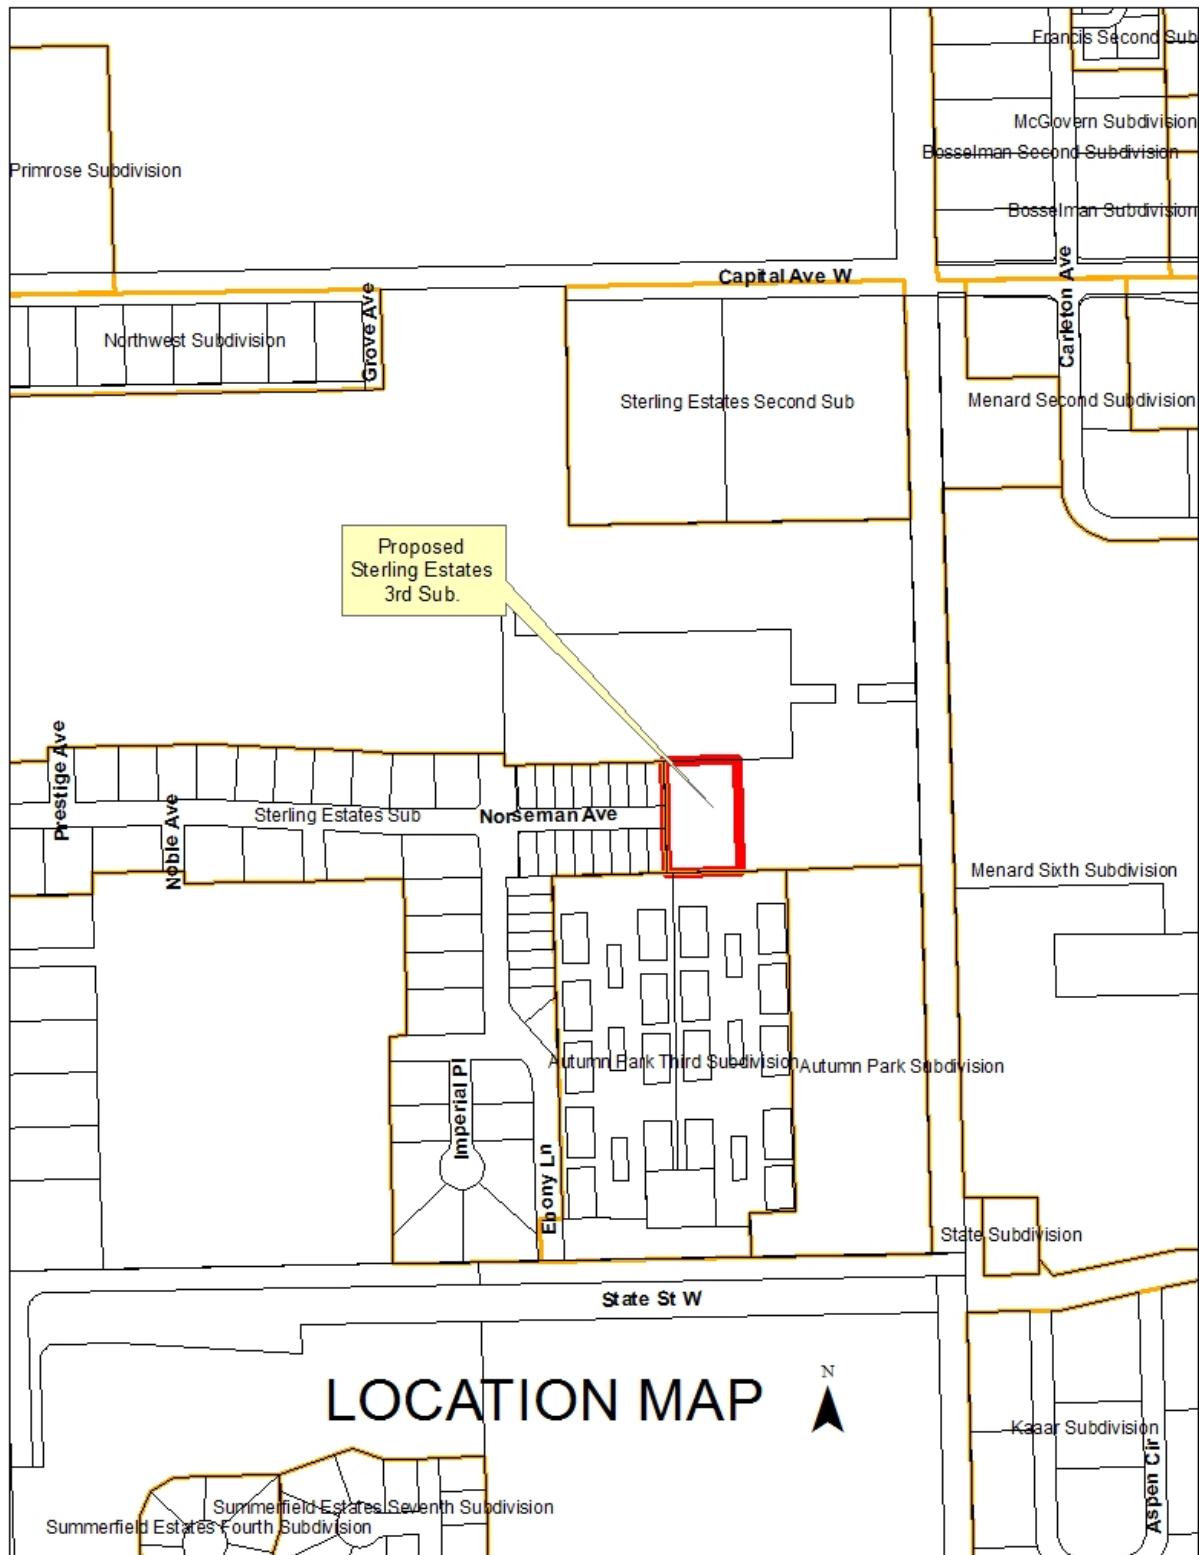 Francis Second Sub
McGovern Subdivision
Bosselman Second Subdivision
Primrose Subdivision
Bosselman Subdivision
Capital Ave W
Carleton Ave
Grove Ave
Northwest Subdivision
Sterling Estates Second Sub
Menard Second Subdivision
Proposed
Sterling Estates
3rd Sub.
Prestige Ave
Noble Ave
Sterling Estates Sub
Norseman Ave
Menard Sixth Subdivision
Autumn Park Third Subdivision
Autumn Park Subdivision
Imperial Pl
Ebony Ln
State Subdivision
State St W
LOCATION MAP
N
Kaaar Subdivision
Aspen Cir
Summerfield Estates Seventh Subdivision
Summerfield Estates Fourth Subdivision